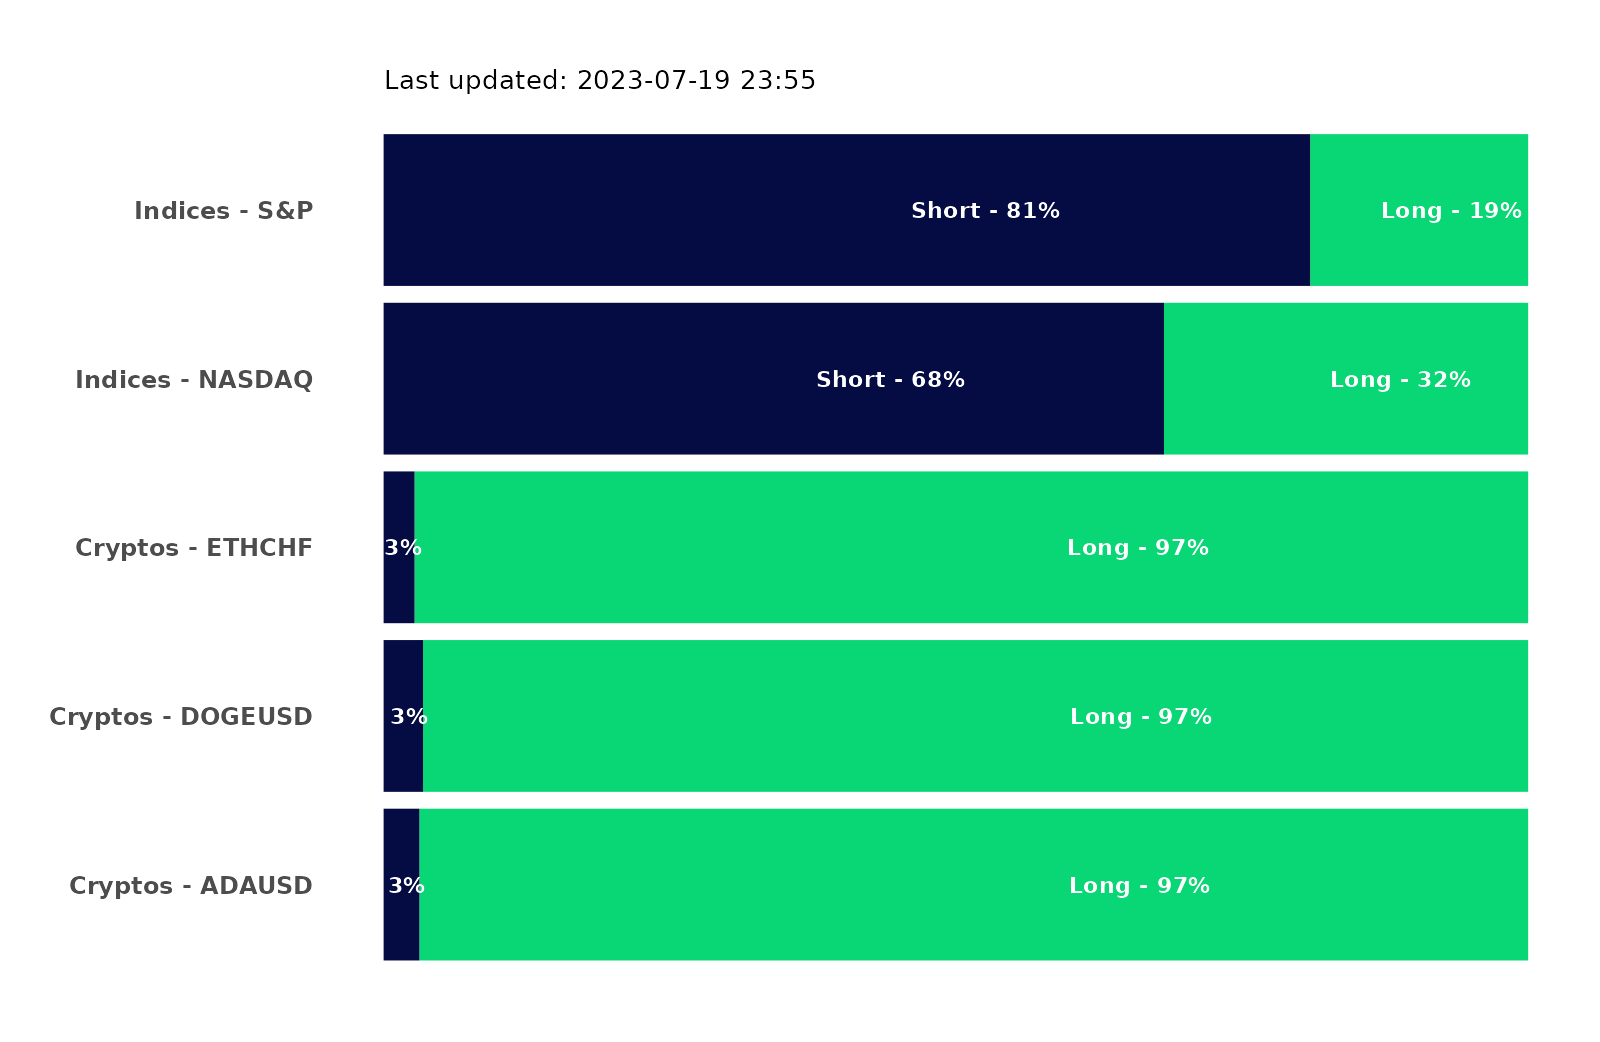 Last updated: 2023-07-19 23:55
Indices - S&P Short - 81% Long - 19%
Indices - NASDAQ Short - 68% Long - 32%
Cryptos - ETHCHF 3% Long - 97%
Cryptos - DOGEUSD 3% Long - 97%
Cryptos - ADAUSD 3% Long - 97%